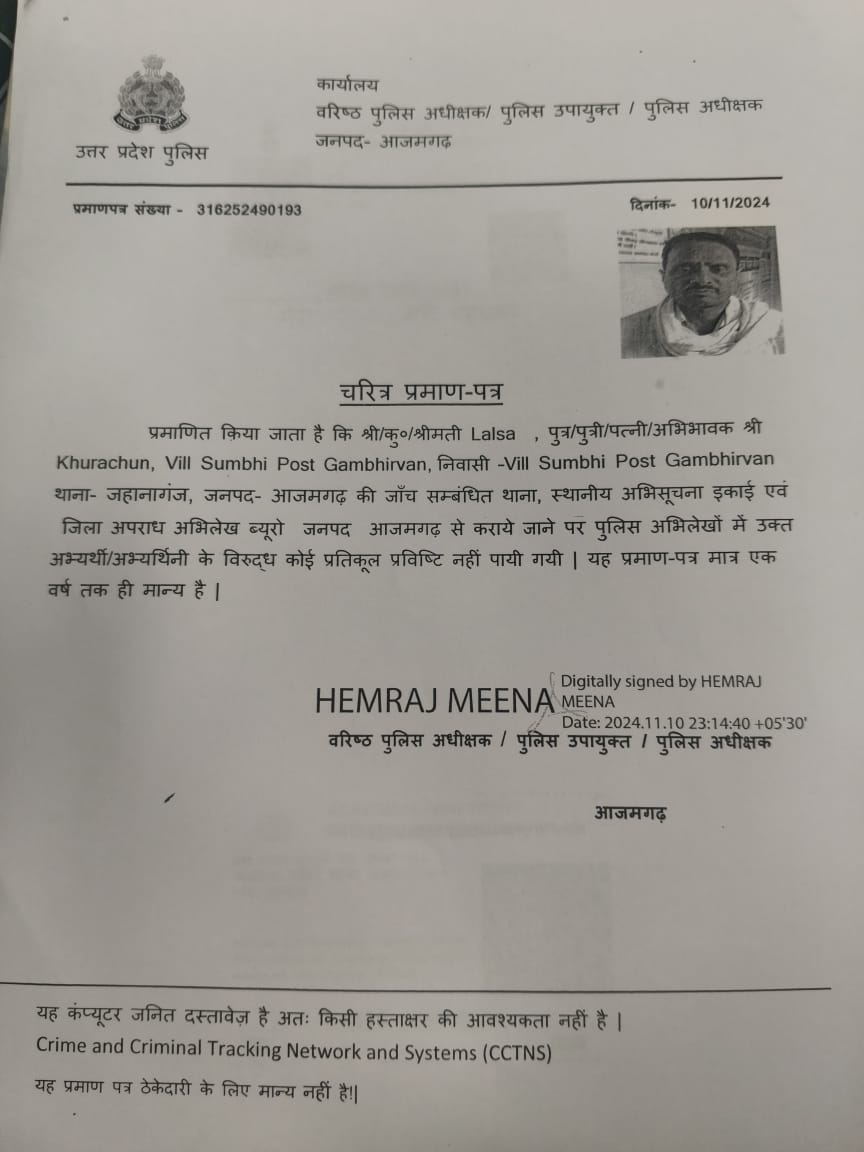 उत्तर प्रदेश पुलिस
कार्यालय
वरिष्ठ पुलिस अधीक्षक/ पुलिस उपायुक्त / पुलिस अधीक्षक
जनपद- आजमगढ़
प्रमाणपत्र संख्या - 316252490193
दिनांक- 10/11/2024
चरित्र प्रमाण-पत्र
प्रमाणित किया जाता है कि श्री/कु०/श्रीमती Lalsa , पुत्र/पुत्री/पत्नी/अभिभावक श्री
Khurachun, Vill Sumbhi Post Gambhirvan, निवासी -Vill Sumbhi Post Gambhirvan
थाना- जहानागंज, जनपद- आजमगढ़ की जाँच सम्बंधित थाना, स्थानीय अभिसूचना इकाई एवं
जिला अपराध अभिलेख ब्यूरो जनपद आजमगढ़ से कराये जाने पर पुलिस अभिलेखों में उक्त
अभ्यर्थी/अभ्यर्थिनी के विरुद्ध कोई प्रतिकूल प्रविष्टि नहीं पायी गयी | यह प्रमाण-पत्र मात्र एक
वर्ष तक ही मान्य है |
HEMRAJ MEENA
Digitally signed by HEMRAJ
MEENA
Date: 2024.11.10 23:14:40 +05'30'
वरिष्ठ पुलिस अधीक्षक / पुलिस उपायुक्त / पुलिस अधीक्षक
आजमगढ़
यह कंप्यूटर जनित दस्तावेज़ है अतः किसी हस्ताक्षर की आवश्यकता नहीं है |
Crime and Criminal Tracking Network and Systems (CCTNS)
यह प्रमाण पत्र ठेकेदारी के लिए मान्य नहीं है!|